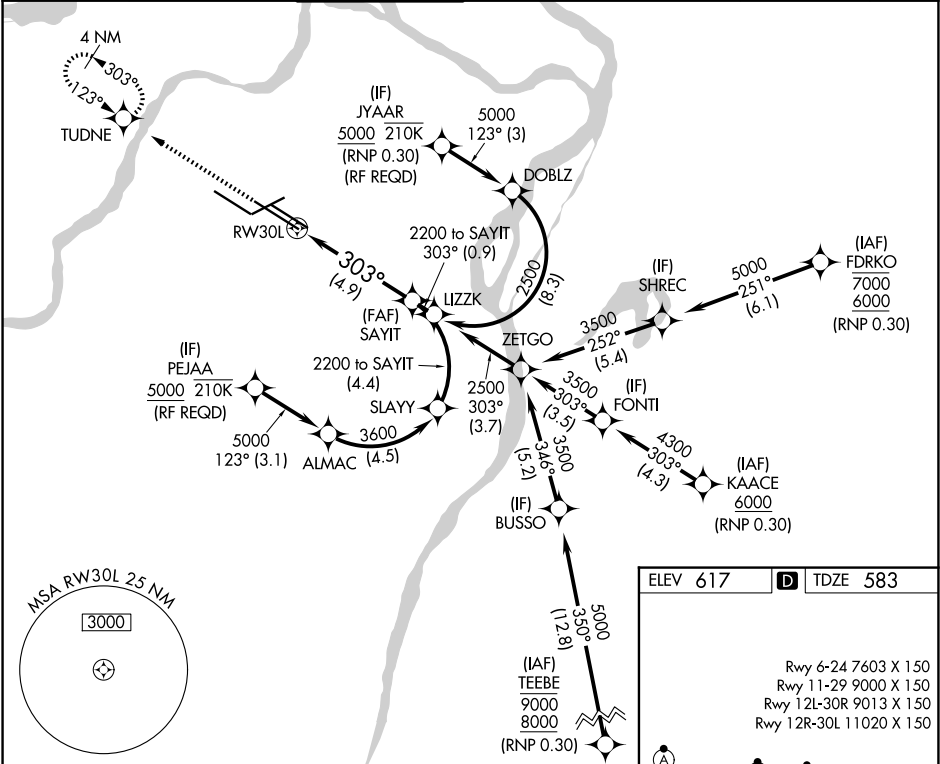 4 NM
303°
123°
TUDNE
(IF)
JYAAR
5000 210K
(RNP 0.30)
(RF REQD)
5000
123° (3)
DOBLZ
RW30L
2200 to SAYIT
303° (0.9)
2500
(8.3)
303°
(4.9)
LIZZK
(FAF)
SAYIT
(IF)
SHREC
5000
251°
(6.1)
(IAF)
FDRKO
7000
6000
(RNP 0.30)
ZETGO
3500
252°
(5.4)
(IF)
PEJAA
5000 210K
(RF REQD)
2200 to SAYIT
(4.4)
2500
303°
(3.7)
3500
303°
(3.5)
(IF)
FONTI
SLAYY
5000
123° (3.1)
ALMAC
3600
(4.5)
3500
346°
(5.2)
4300
303°
(4.3)
(IAF)
KAACE
6000
(RNP 0.30)
(IF)
BUSSO
MSA RW30L 25 NM
3000
5000
350°
(12.8)
(IAF)
TEEBE
9000
8000
(RNP 0.30)
ELEV 617 D TDZE 583
Rwy 6-24 7603 X 150
Rwy 11-29 9000 X 150
Rwy 12L-30R 9013 X 150
Rwy 12R-30L 11020 X 150
A